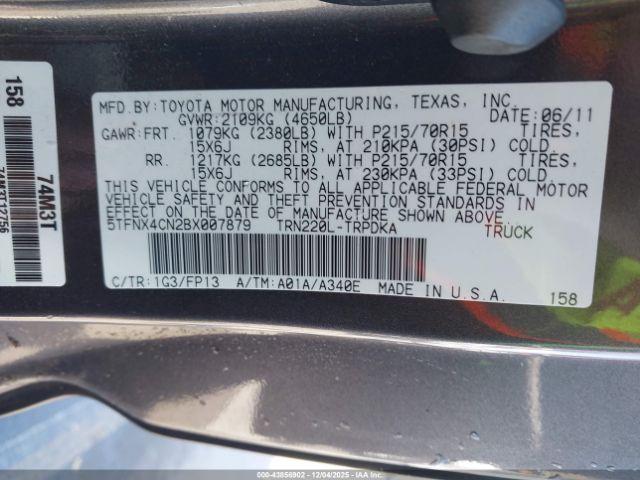 MFD.BY:TOYOTA MOTOR MANUFACTURING, TEXAS, INC.
GVWR:2109KG (4650LB) DATE:06/11
GAWR:FRT. 1079KG (2380LB) WITH P215/70R15 TIRES,
15X6J RIMS, AT 210KPA (30PSI) COLD
RR. 1217KG (2685LB) WITH P215/70R15 TIRES,
15X6J RIMS, AT 230KPA (33PSI) COLD
THIS VEHICLE CONFORMS TO ALL APPLICABLE FEDERAL MOTOR
VEHICLE SAFETY AND THEFT PREVENTION STANDARDS IN
EFFECT ON THE DATE OF MANUFACTURE SHOWN ABOVE.
5TFNX4CN2BX007879 TRN220L-TRPDKA TRUCK
C/TR:1G3/FP13 A/TM:A01A/A340E MADE IN U.S.A. 158
158
74M3T
000-43856902 - 12/04/2025 - IAAI.COM